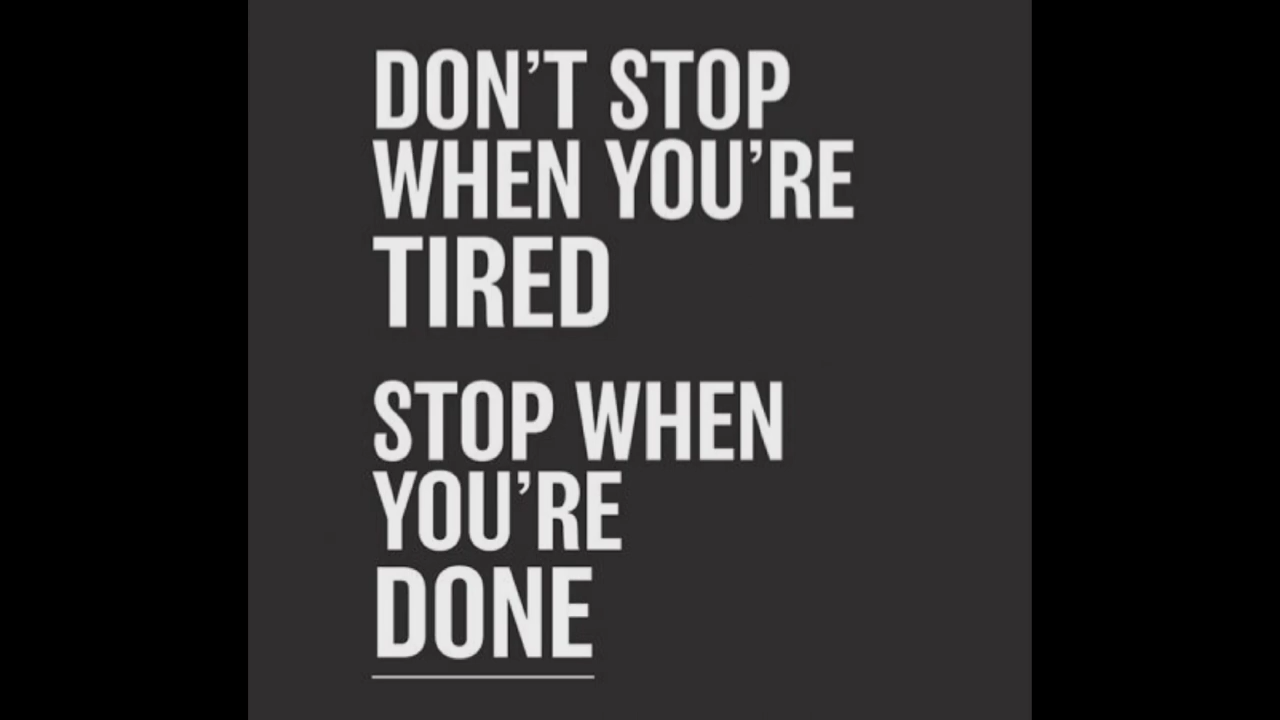 DON’T STOP
WHEN YOU’RE
TIRED
STOP WHEN
YOU’RE
DONE